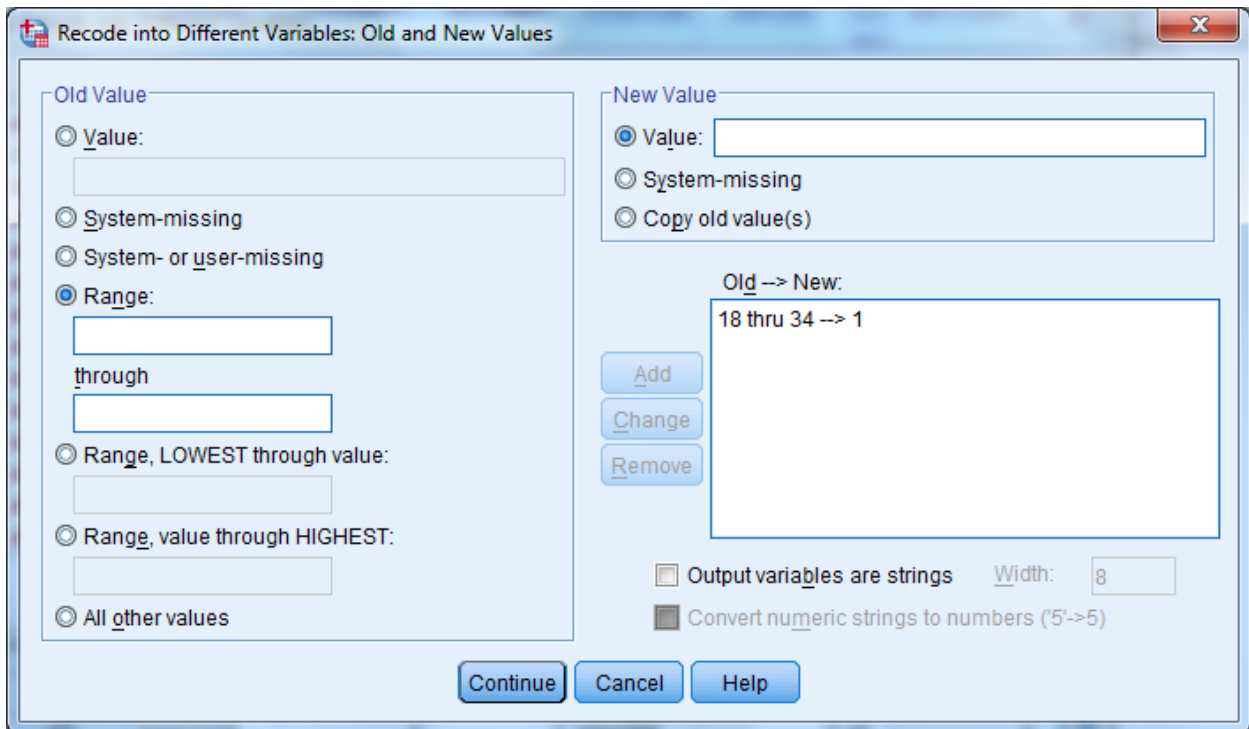 Recode into Different Variables: Old and New Values
Old Value
Value:
System-missing
System- or user-missing
Range:
through
Range, LOWEST through value:
Range, value through HIGHEST:
All other values
New Value
Value:
System-missing
Copy old value(s)
Old --> New:
18 thru 34 --> 1
Add
Change
Remove
Output variables are strings Width: 8
Convert numeric strings to numbers ('5'->5)
Continue Cancel Help